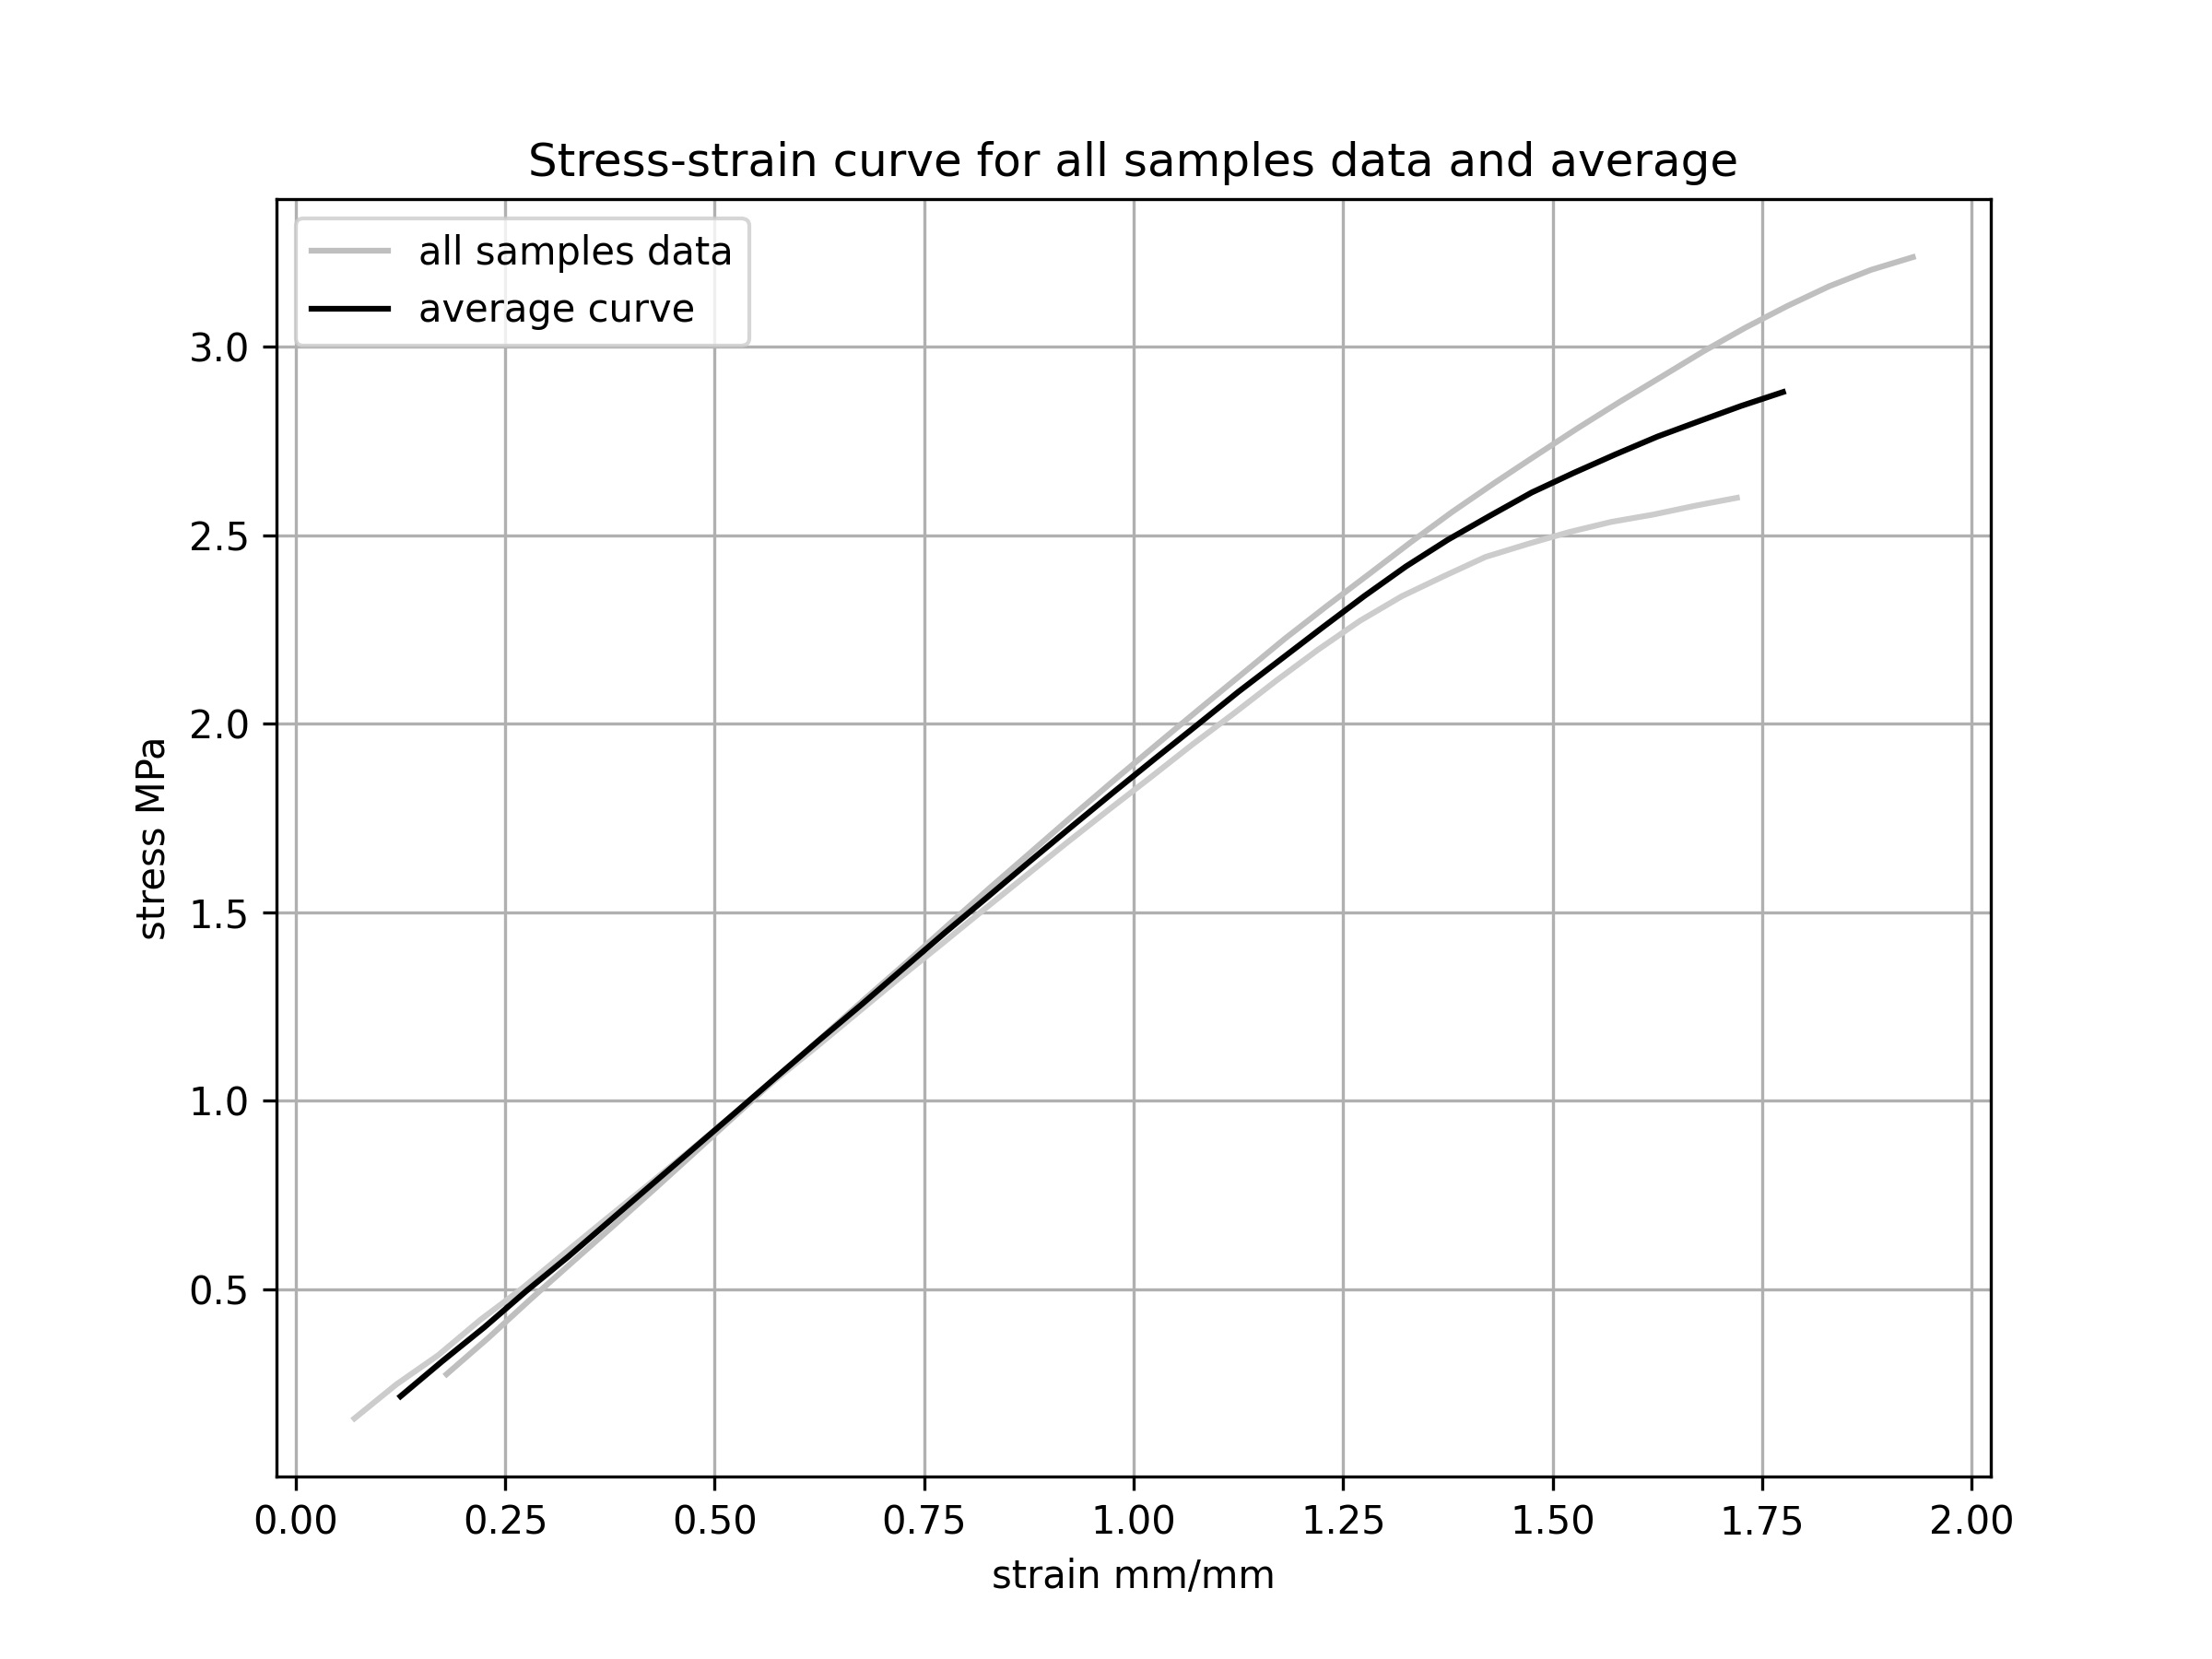 Stress-strain curve for all samples data and average
all samples data
average curve
3.0
2.5
2.0
1.5
1.0
0.5
stress MPa
0.00 0.25 0.50 0.75 1.00 1.25 1.50 1.75 2.00
strain mm/mm